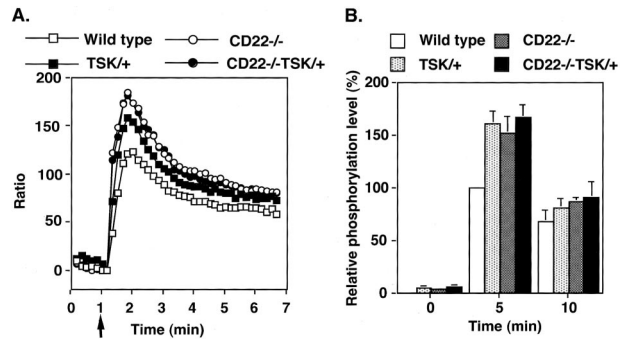 A.
Wild type
CD22-/-
TSK/+
CD22-/-TSK/+
Ratio
200
150
100
50
0
0 1 2 3 4 5 6 7
Time (min)
B.
Wild type
CD22-/-
TSK/+
CD22-/-TSK/+
Relative phosphorylation level (%)
200
150
100
50
0
0 5 10
Time (min)